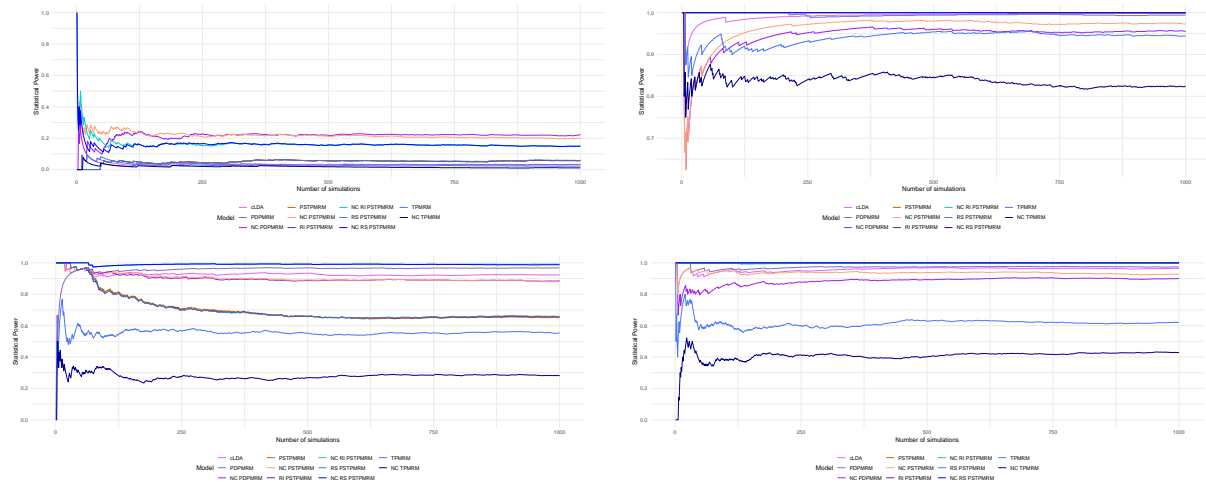 1.0
0.8
0.6
0.4
0.2
0.0
Statistical Power
0
250
500
750
1000
Number of simulations
Model
cLDA
PSTPMRM
NC RI PSTPMRM
TPMRM
PDPMRM
NC PSTPMRM
RS PSTPMRM
NC TPMRM
NC PDPMRM
RI PSTPMRM
NC RS PSTPMRM
1.0
0.9
0.8
0.7
Statistical Power
0
250
500
750
1000
Number of simulations
Model
cLDA
PSTPMRM
NC RI PSTPMRM
TPMRM
PDPMRM
NC PSTPMRM
RS PSTPMRM
NC TPMRM
NC PDPMRM
RI PSTPMRM
NC RS PSTPMRM
1.0
0.8
0.6
0.4
0.2
0.0
Statistical Power
0
250
500
750
1000
Number of simulations
Model
cLDA
PSTPMRM
NC RI PSTPMRM
TPMRM
PDPMRM
NC PSTPMRM
RS PSTPMRM
NC TPMRM
NC PDPMRM
RI PSTPMRM
NC RS PSTPMRM
1.0
0.8
0.6
0.4
0.2
0.0
Statistical Power
0
250
500
750
1000
Number of simulations
Model
cLDA
PSTPMRM
NC RI PSTPMRM
TPMRM
PDPMRM
NC PSTPMRM
RS PSTPMRM
NC TPMRM
NC PDPMRM
RI PSTPMRM
NC RS PSTPMRM